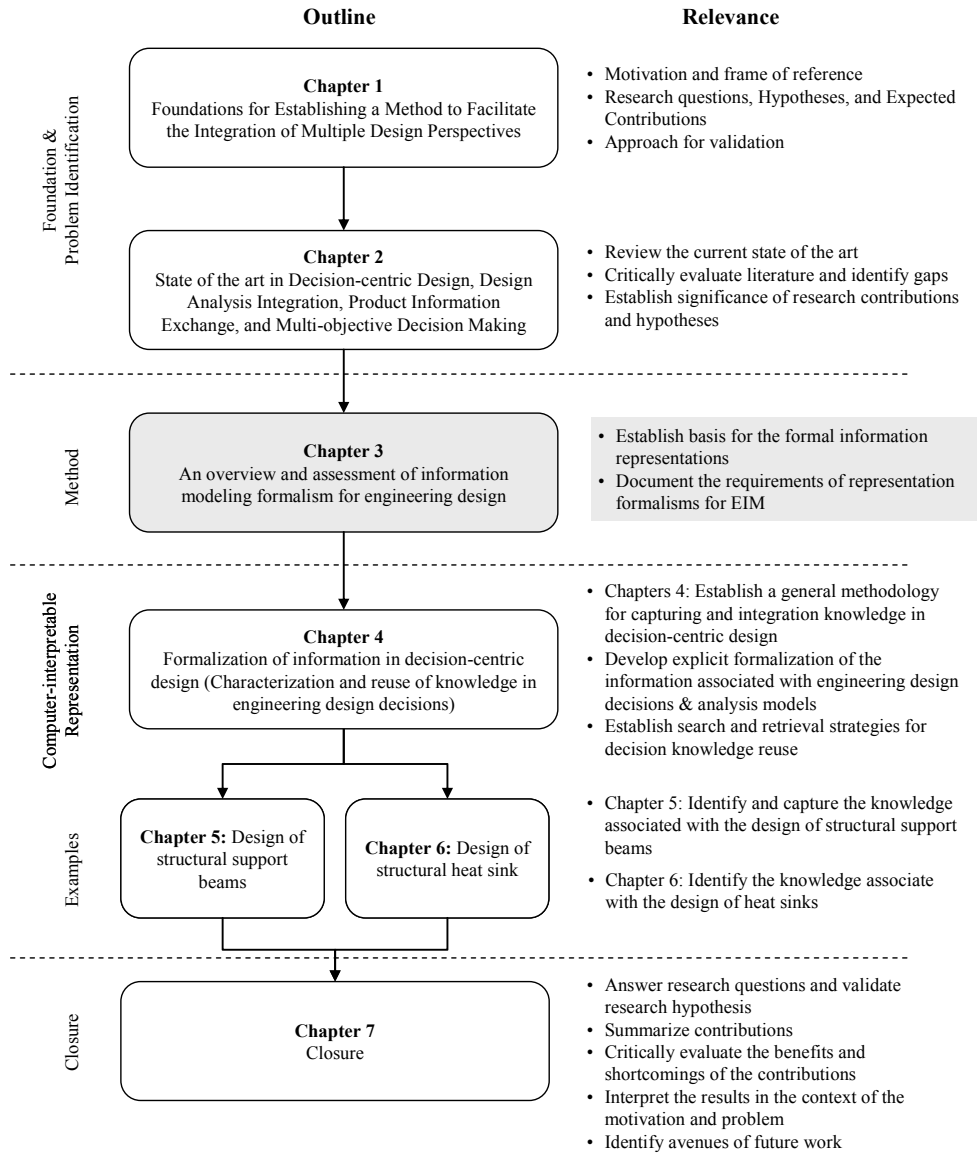 Outline
Relevance
Foundation &
Problem Identification
Chapter 1
Foundations for Establishing a Method to Facilitate
the Integration of Multiple Design Perspectives
• Motivation and frame of reference
• Research questions, Hypotheses, and Expected
Contributions
• Approach for validation
Chapter 2
State of the art in Decision-centric Design, Design
Analysis Integration, Product Information
Exchange, and Multi-objective Decision Making
• Review the current state of the art
• Critically evaluate literature and identify gaps
• Establish significance of research contributions
and hypotheses
Method
Chapter 3
An overview and assessment of information
modeling formalism for engineering design
• Establish basis for the formal information
representations
• Document the requirements of representation
formalisms for EIM
Computer-interpretable
Representation
Chapter 4
Formalization of information in decision-centric
design (Characterization and reuse of knowledge in
engineering design decisions)
• Chapters 4: Establish a general methodology
for capturing and integration knowledge in
decision-centric design
• Develop explicit formalization of the
information associated with engineering design
decisions & analysis models
• Establish search and retrieval strategies for
decision knowledge reuse
Examples
Chapter 5: Design of
structural support
beams
Chapter 6: Design of
structural heat sink
• Chapter 5: Identify and capture the knowledge
associated with the design of structural support
beams
• Chapter 6: Identify the knowledge associate
with the design of heat sinks
Closure
Chapter 7
Closure
• Answer research questions and validate
research hypothesis
• Summarize contributions
• Critically evaluate the benefits and
shortcomings of the contributions
• Interpret the results in the context of the
motivation and problem
• Identify avenues of future work